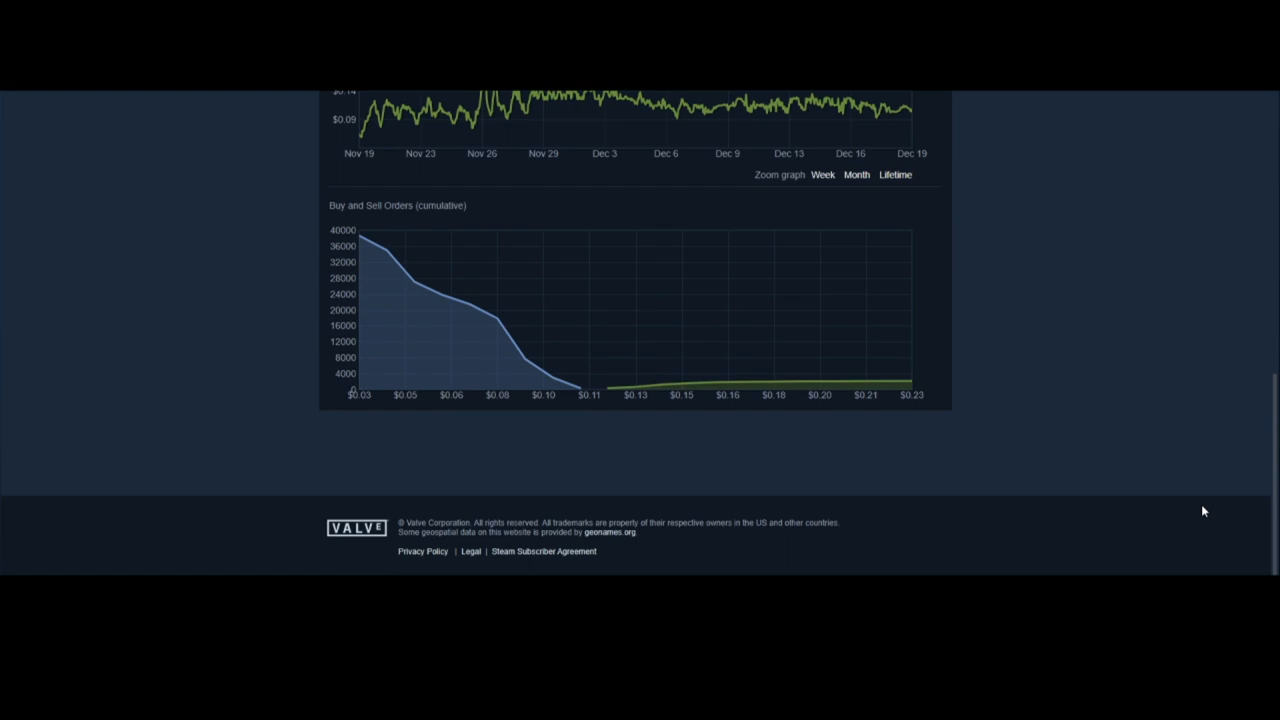 $0.14
$0.09
Nov 19 Nov 23 Nov 26 Nov 29 Dec 3 Dec 6 Dec 9 Dec 13 Dec 16 Dec 19
Zoom graph Week Month Lifetime
Buy and Sell Orders (cumulative)
40000
36000
32000
28000
24000
20000
16000
12000
8000
4000
0
$0.03 $0.05 $0.06 $0.08 $0.10 $0.11 $0.13 $0.15 $0.16 $0.18 $0.20 $0.21 $0.23
VALVE © Valve Corporation. All rights reserved. All trademarks are property of their respective owners in the US and other countries.
Some geospatial data on this website is provided by geonames.org.
Privacy Policy | Legal | Steam Subscriber Agreement